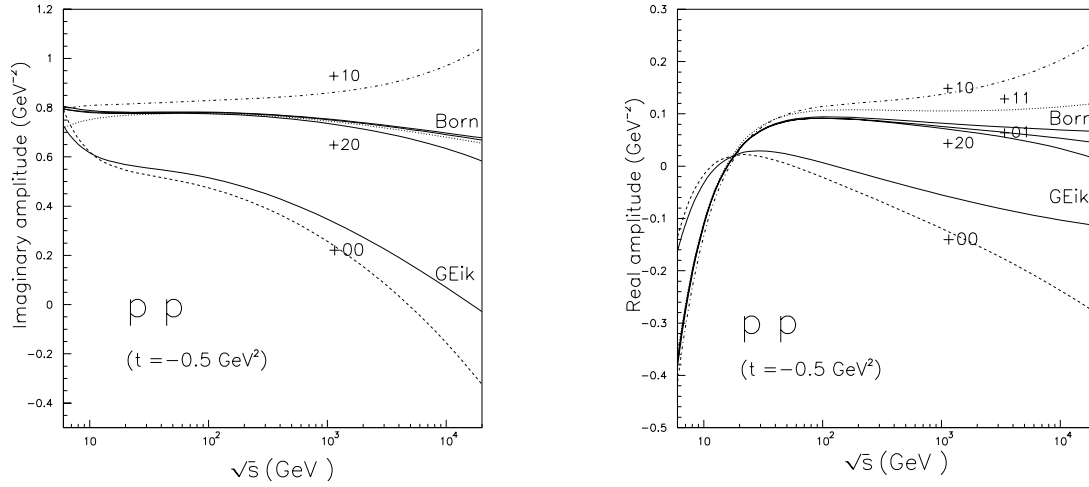 Imaginary amplitude (GeV⁻²)
1.2
1
0.8
0.6
0.4
0.2
0
−0.2
−0.4
+10
Born
+20
+00
GEik
p p
(t =−0.5 GeV²)
10
10²
10³
10⁴
√s (GeV )
Real amplitude (GeV⁻²)
0.3
0.2
0.1
0
−0.1
−0.2
−0.3
−0.4
−0.5
+10
+11
Born
+01
+20
GEik
+00
p p
(t =−0.5 GeV²)
10
10²
10³
10⁴
√s (GeV )